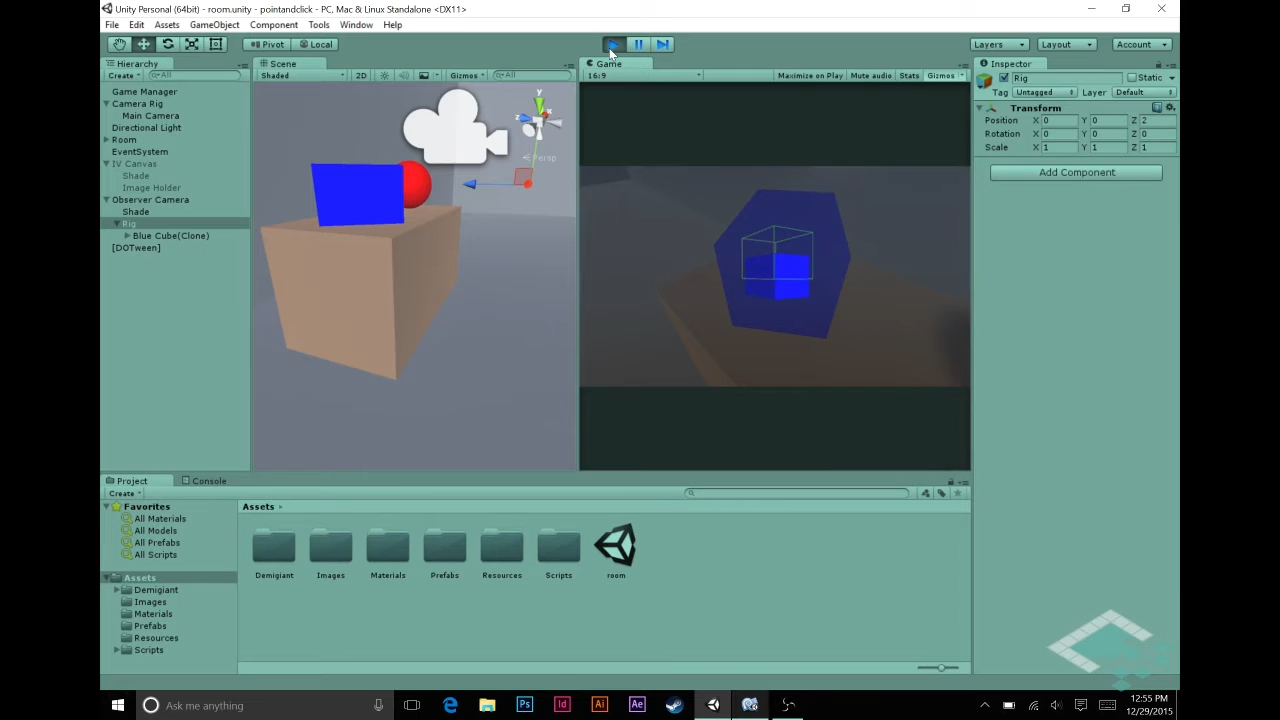 Unity Personal (64bit) - room.unity - pointandclick - PC, Mac & Linux Standalone <DX11>
File Edit Assets GameObject Component Tools Window Help
Pivot Local Layers Layout Account
Hierarchy Scene Game Inspector
Create All Shaded 2D Gizmos All 16:9 Maximize on Play Mute audio Stats Gizmos Rig Static
Tag Untagged Layer Default
Game Manager
Camera Rig
Main Camera
Directional Light
Room
EventSystem
IV Canvas
Shade
Image Holder
Observer Camera
Shade
Rig
Blue Cube(Clone)
[DOTween]
y
x
z
Persp
Transform
Position X 0 Y 0 Z 2
Rotation X 0 Y 0 Z 0
Scale X 1 Y 1 Z 1
Add Component
Project Console
Create
Favorites
All Materials
All Models
All Prefabs
All Scripts
Assets
Demigiant
Images
Materials
Prefabs
Resources
Scripts
Assets
Demigiant Images Materials Prefabs Resources Scripts room
Ask me anything
Ps Id Ai Ae
12:55 PM
12/29/2015